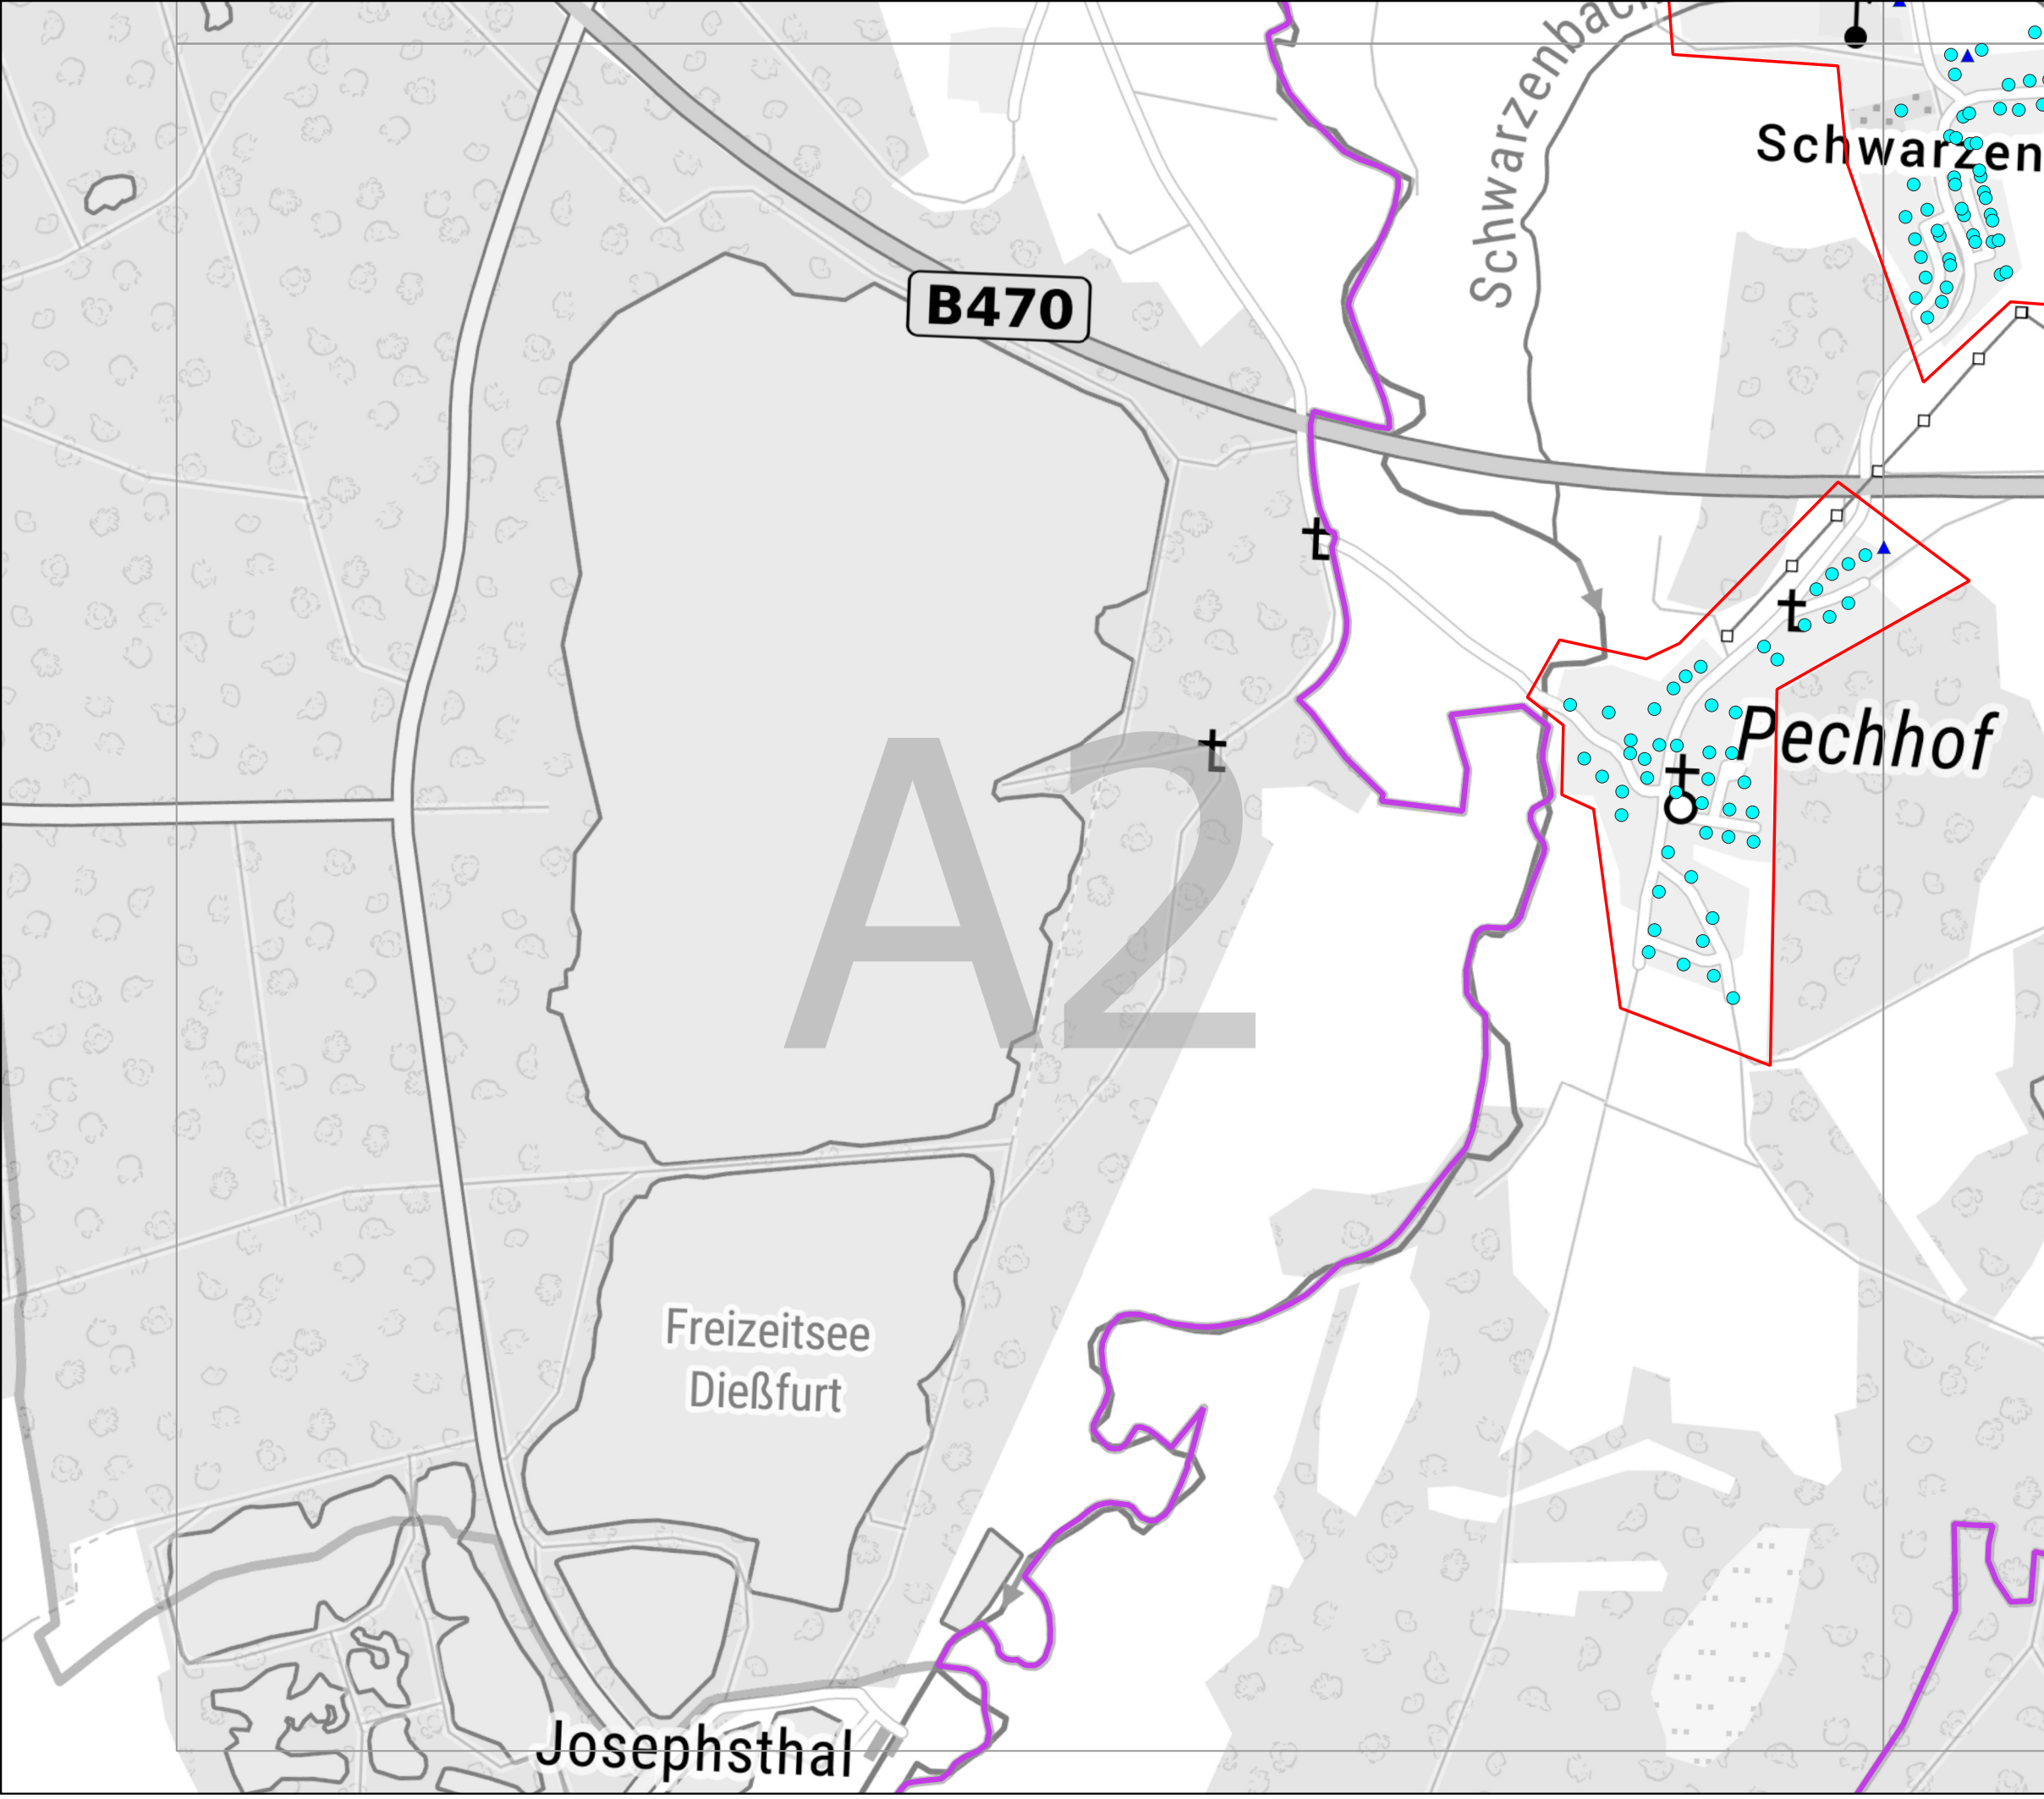 Schwarzenbach
Schwarzen
B470
Pechhof
A2
Freizeitsee
Dießfurt
Josephsthal